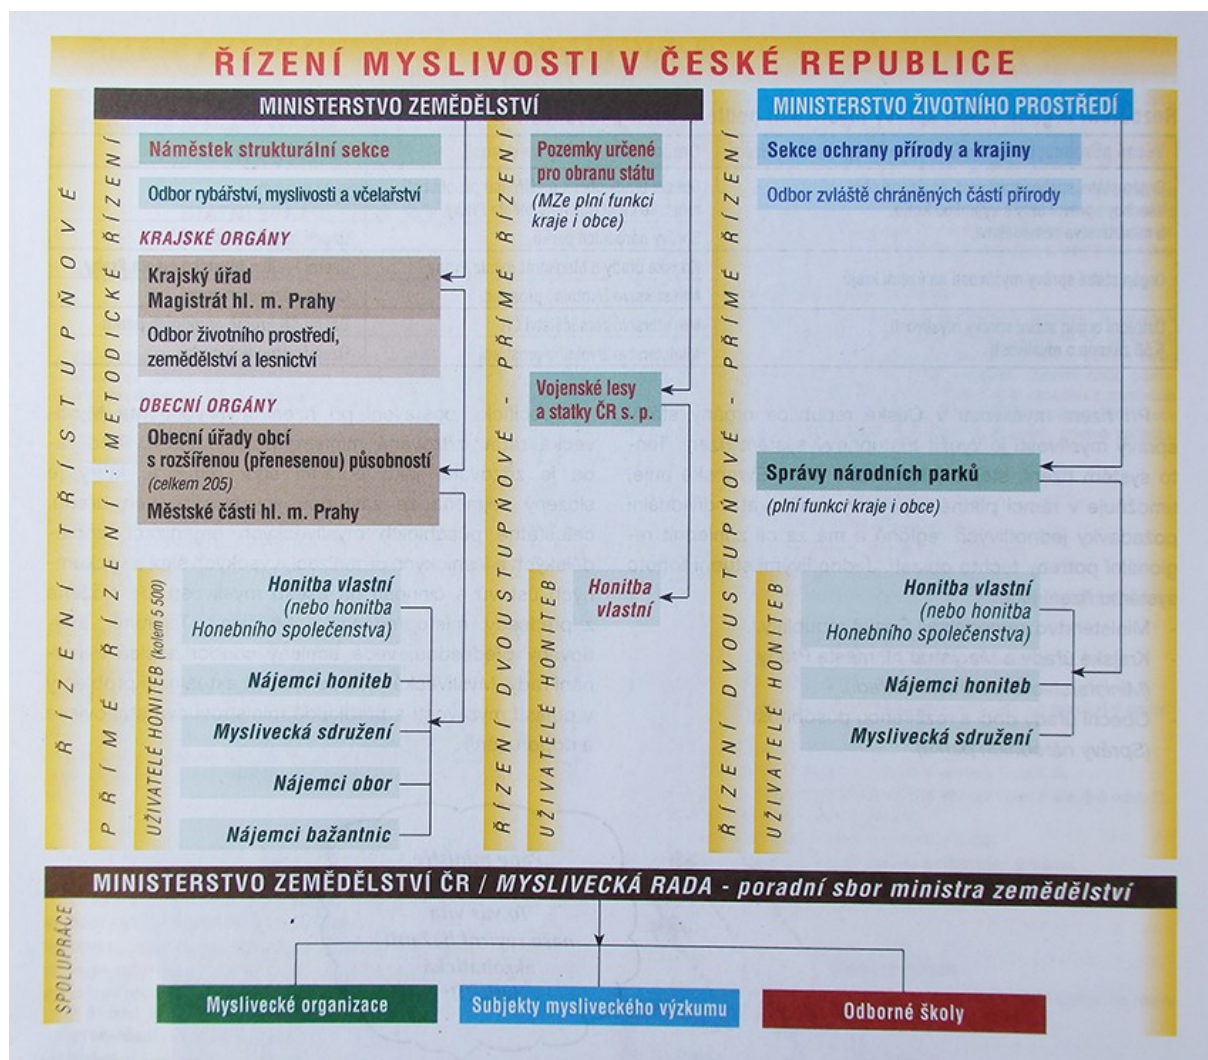 ŘÍZENÍ MYSLIVOSTI V ČESKÉ REPUBLICE
ŘÍZENÍ TŘÍSTUPŇOVÉ
PŘÍMÉ ŘÍZENÍ : METODICKÉ ŘÍZENÍ
MINISTERSTVO ZEMĚDĚLSTVÍ
Náměstek strukturální sekce
Odbor rybářství, myslivosti a včelařství
KRAJSKÉ ORGÁNY
Krajský úřad
Magistrát hl. m. Prahy
Odbor životního prostředí,
zemědělství a lesnictví
OBECNÍ ORGÁNY
Obecní úřady obcí
s rozšířenou (přenesenou) působností
(celkem 205)
Městské části hl. m. Prahy
UŽIVATELÉ HONITEB (kolem 5 500)
Honitba vlastní
(nebo honitba
Honebního společenstva)
Nájemci honiteb
Myslivecká sdružení
Nájemci obor
Nájemci bažantnic
ŘÍZENÍ DVOUSTUPŇOVÉ - PŘÍMÉ ŘÍZENÍ
Pozemky určené
pro obranu státu
(MZe plní funkci
kraje i obce)
Vojenské lesy
a statky ČR s. p.
UŽIVATELÉ HONITEB
Honitba
vlastní
ŘÍZENÍ DVOUSTUPŇOVÉ - PŘÍMÉ ŘÍZENÍ
MINISTERSTVO ŽIVOTNÍHO PROSTŘEDÍ
Sekce ochrany přírody a krajiny
Odbor zvláště chráněných částí přírody
Správy národních parků
(plní funkci kraje i obce)
UŽIVATELÉ HONITEB
Honitba vlastní
(nebo honitba
Honebního společenstva)
Nájemci honiteb
Myslivecká sdružení
SPOLUPRÁCE
MINISTERSTVO ZEMĚDĚLSTVÍ ČR / MYSLIVECKÁ RADA - poradní sbor ministra zemědělství
Myslivecké organizace
Subjekty mysliveckého výzkumu
Odborné školy